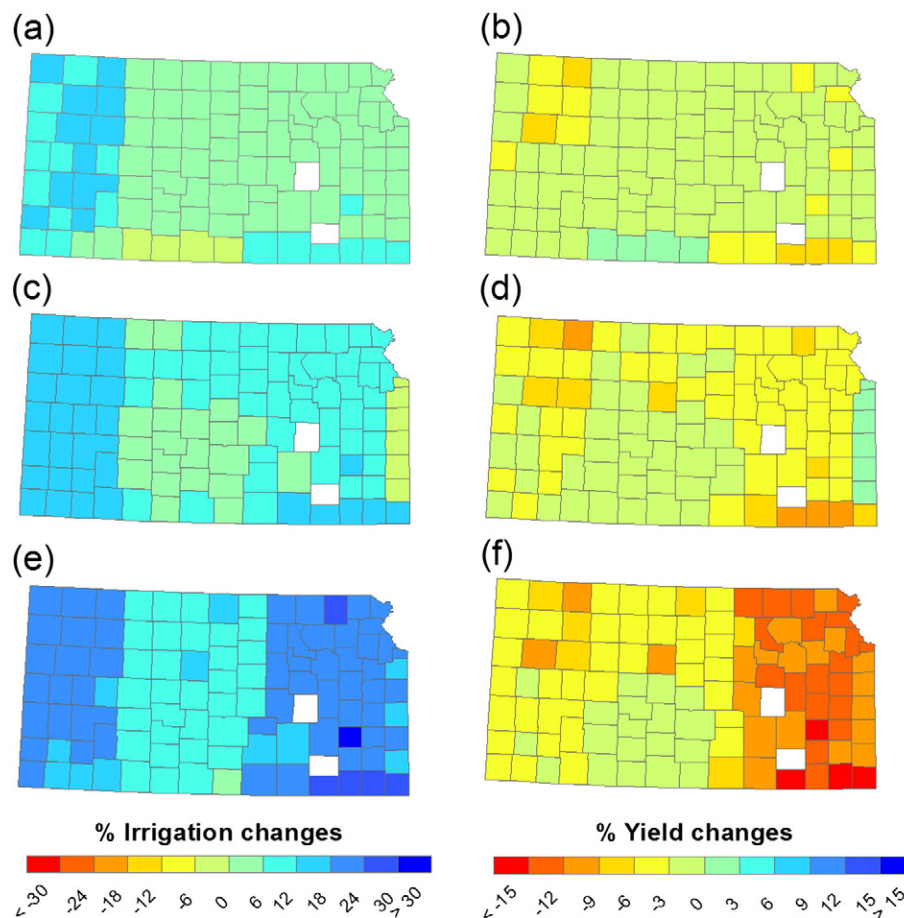 (a) (b)
(c) (d)
(e) (f)
% Irrigation changes % Yield changes
< -30 -24 -18 -12 -6 0 6 12 18 24 30 > 30 < -15 -12 -9 -6 -3 0 3 6 9 12 15 > 15